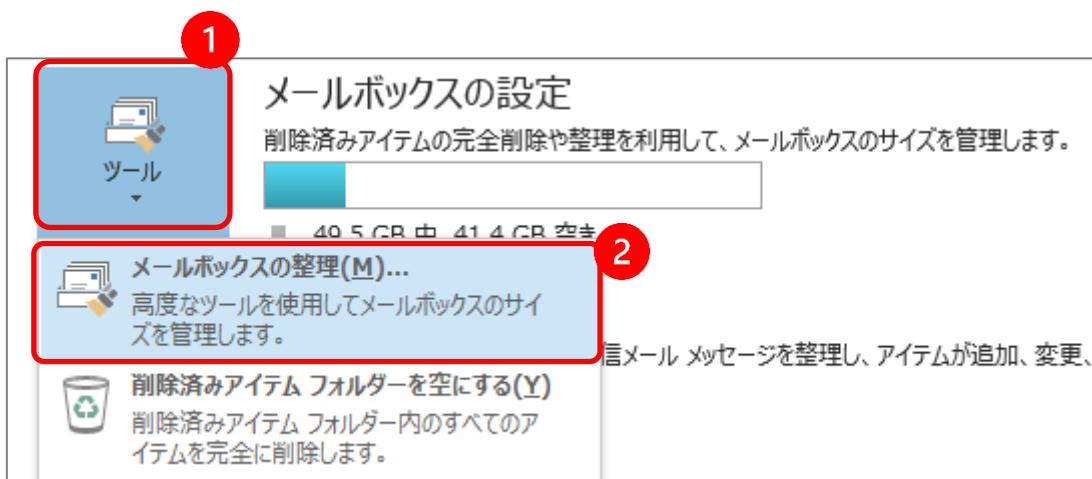 1
メールボックスの設定
削除済みアイテムの完全削除や整理を利用して、メールボックスのサイズを管理します。
ツール
49.5 GB 中 41.4 GB 空き
2
メールボックスの整理(M)...
高度なツールを使用してメールボックスのサイ
ズを管理します。
信メール メッセージを整理し、アイテムが追加、変更、
削除済みアイテム フォルダーを空にする(Y)
削除済みアイテム フォルダー内のすべてのア
イテムを完全に削除します。